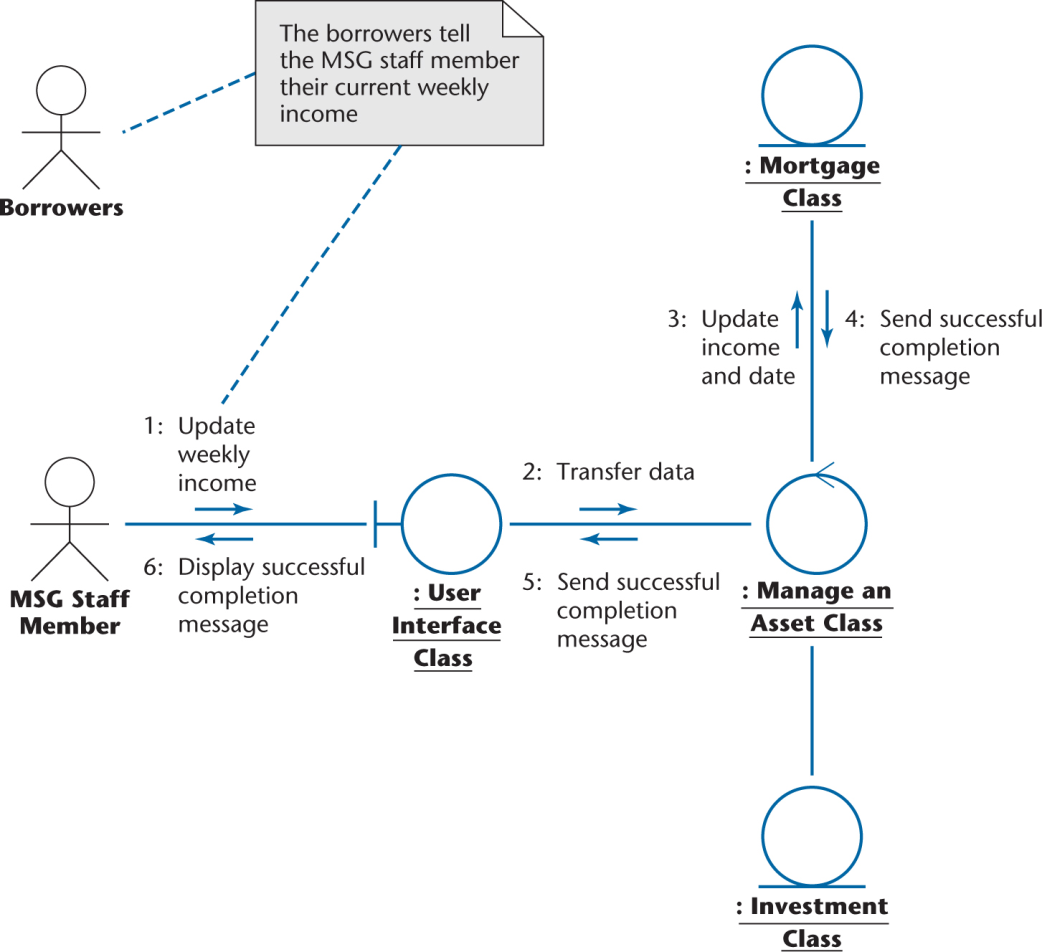 The borrowers tell
the MSG staff member
their current weekly
income
Borrowers
: Mortgage
Class
3: Update
income
and date
4: Send successful
completion
message
1: Update
weekly
income
2: Transfer data
MSG Staff
Member
6: Display successful
completion
message
: User
Interface
Class
5: Send successful
completion
message
: Manage an
Asset Class
: Investment
Class